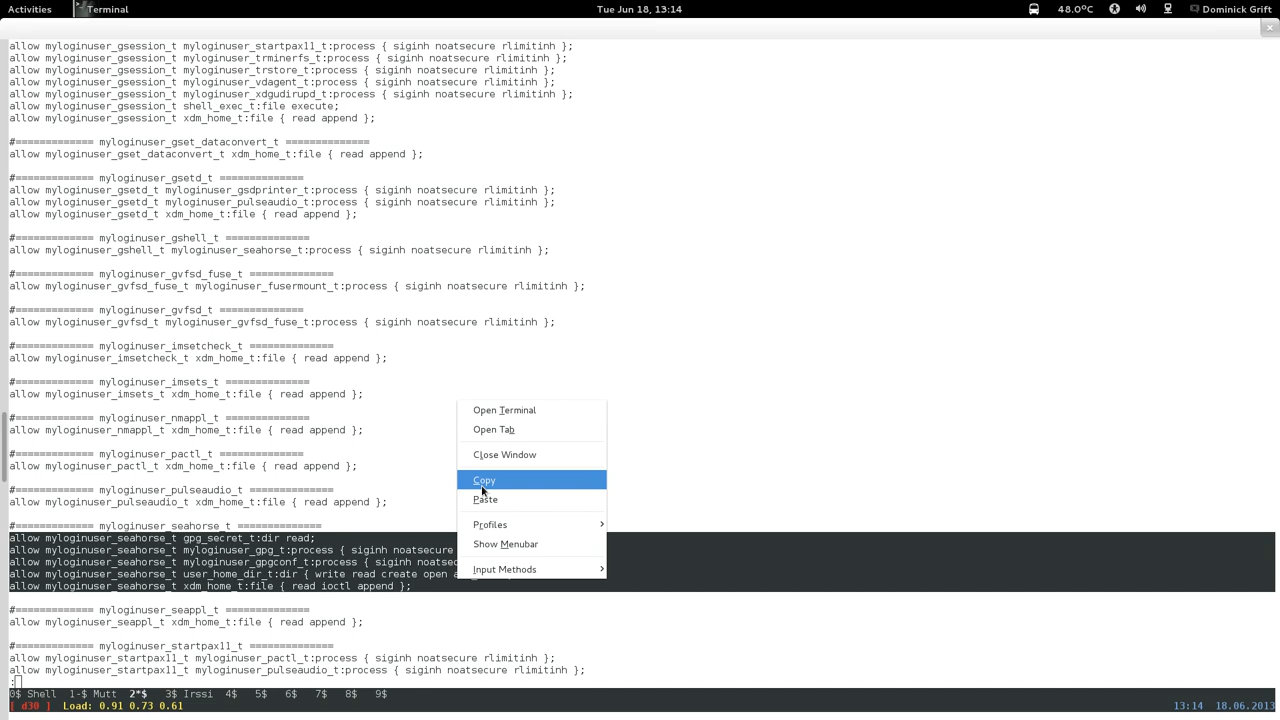 Activities Terminal Tue Jun 18, 13:14 48.0°C Dominick Grift
allow myloginuser_gsession_t myloginuser_startpax11_t:process { siginh noatsecure rlimitinh };
allow myloginuser_gsession_t myloginuser_trminerfs_t:process { siginh noatsecure rlimitinh };
allow myloginuser_gsession_t myloginuser_trstore_t:process { siginh noatsecure rlimitinh };
allow myloginuser_gsession_t myloginuser_vdagent_t:process { siginh noatsecure rlimitinh };
allow myloginuser_gsession_t myloginuser_xdgudirupd_t:process { siginh noatsecure rlimitinh };
allow myloginuser_gsession_t shell_exec_t:file execute;
allow myloginuser_gsession_t xdm_home_t:file { read append };
#============= myloginuser_gset_dataconvert_t ==============
allow myloginuser_gset_dataconvert_t xdm_home_t:file { read append };
#============= myloginuser_gsetd_t ==============
allow myloginuser_gsetd_t myloginuser_gsdprinter_t:process { siginh noatsecure rlimitinh };
allow myloginuser_gsetd_t myloginuser_pulseaudio_t:process { siginh noatsecure rlimitinh };
allow myloginuser_gsetd_t xdm_home_t:file { read append };
#============= myloginuser_gshell_t ==============
allow myloginuser_gshell_t myloginuser_seahorse_t:process { siginh noatsecure rlimitinh };
#============= myloginuser_gvfsd_fuse_t ==============
allow myloginuser_gvfsd_fuse_t myloginuser_fusermount_t:process { siginh noatsecure rlimitinh };
#============= myloginuser_gvfsd_t ==============
allow myloginuser_gvfsd_t myloginuser_gvfsd_fuse_t:process { siginh noatsecure rlimitinh };
#============= myloginuser_imsetcheck_t ==============
allow myloginuser_imsetcheck_t xdm_home_t:file { read append };
#============= myloginuser_imsets_t ==============
allow myloginuser_imsets_t xdm_home_t:file { read append };
#============= myloginuser_nmappl_t ==============
allow myloginuser_nmappl_t xdm_home_t:file { read append };
#============= myloginuser_pactl_t ==============
allow myloginuser_pactl_t xdm_home_t:file { read append };
#============= myloginuser_pulseaudio_t ==============
allow myloginuser_pulseaudio_t xdm_home_t:file { read append };
#============= myloginuser_seahorse_t ==============
allow myloginuser_seahorse_t gpg_secret_t:dir read;
allow myloginuser_seahorse_t myloginuser_gpg_t:process { siginh noatsecure
allow myloginuser_seahorse_t myloginuser_gpgconf_t:process { siginh noatsec
allow myloginuser_seahorse_t user_home_dir_t:dir { write read create open a
allow myloginuser_seahorse_t xdm_home_t:file { read ioctl append };
#============= myloginuser_seappl_t ==============
allow myloginuser_seappl_t xdm_home_t:file { read append };
#============= myloginuser_startpax11_t ==============
allow myloginuser_startpax11_t myloginuser_pactl_t:process { siginh noatsecure rlimitinh };
allow myloginuser_startpax11_t myloginuser_pulseaudio_t:process { siginh noatsecure rlimitinh };
:
Open Terminal
Open Tab
Close Window
Copy
Paste
Profiles
Show Menubar
Input Methods
0$ Shell 1-$ Mutt 2*$ 3$ Irssi 4$ 5$ 6$ 7$ 8$ 9$
[ d30 ] Load: 0.91 0.73 0.61 13:14 18.06.2013